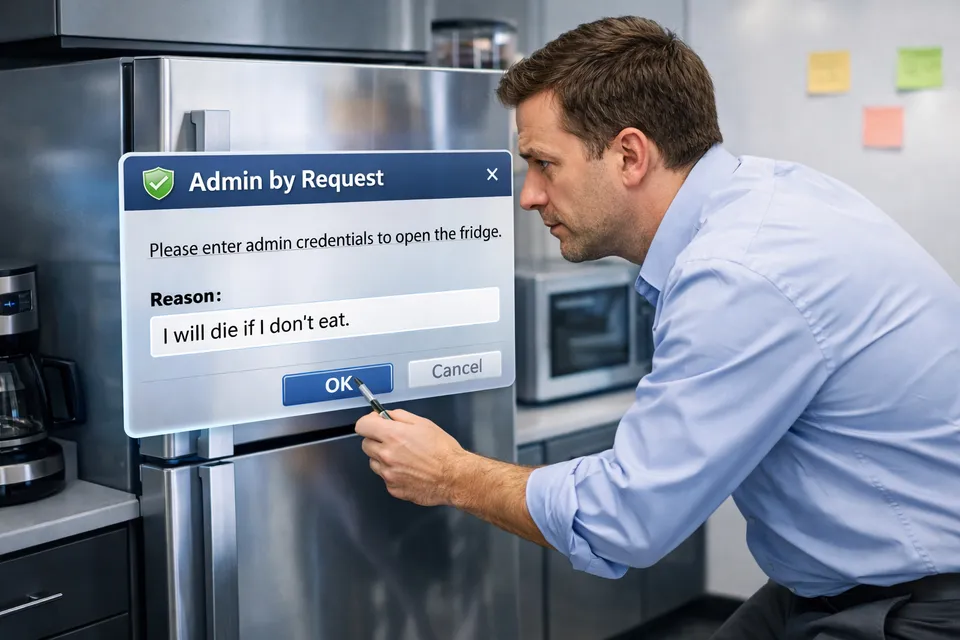 Admin by Request
Please enter admin credentials to open the fridge.
Reason:
I will die if I don't eat.
OK
Cancel